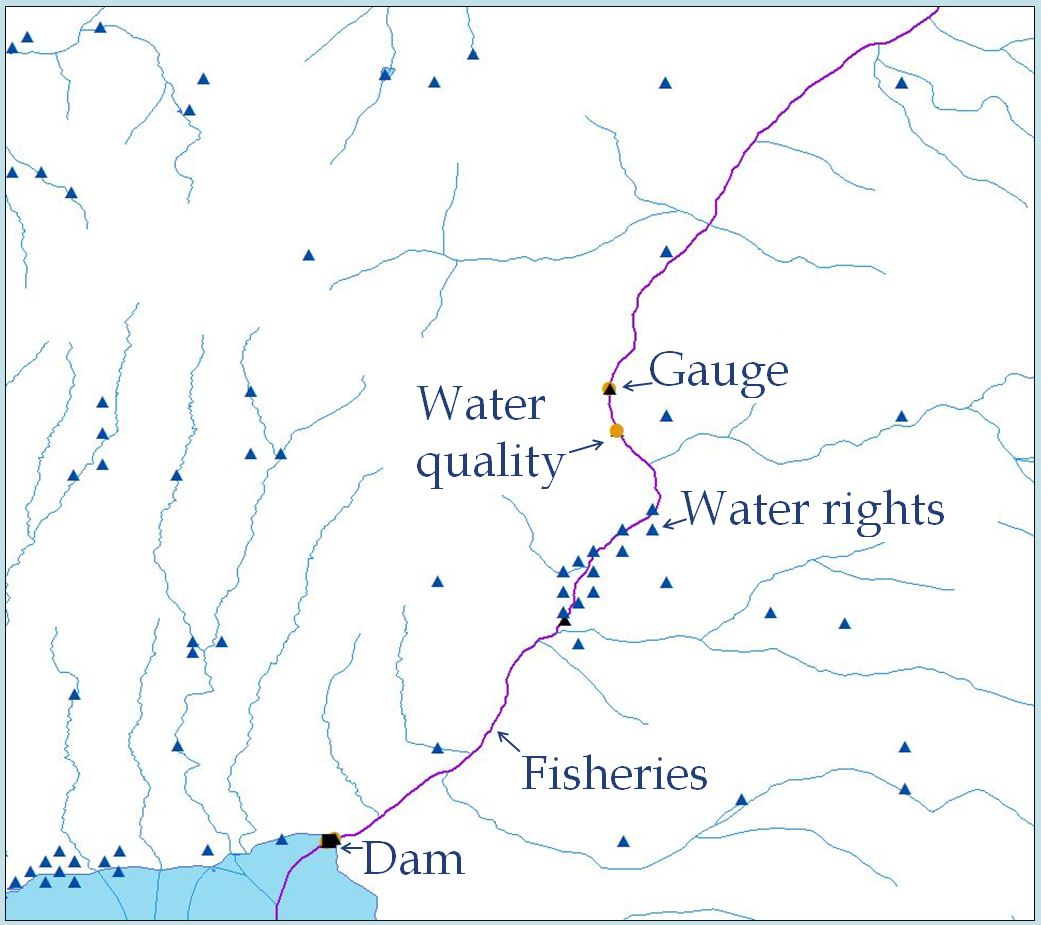 Gauge
Water
quality
Water rights
Fisheries
Dam